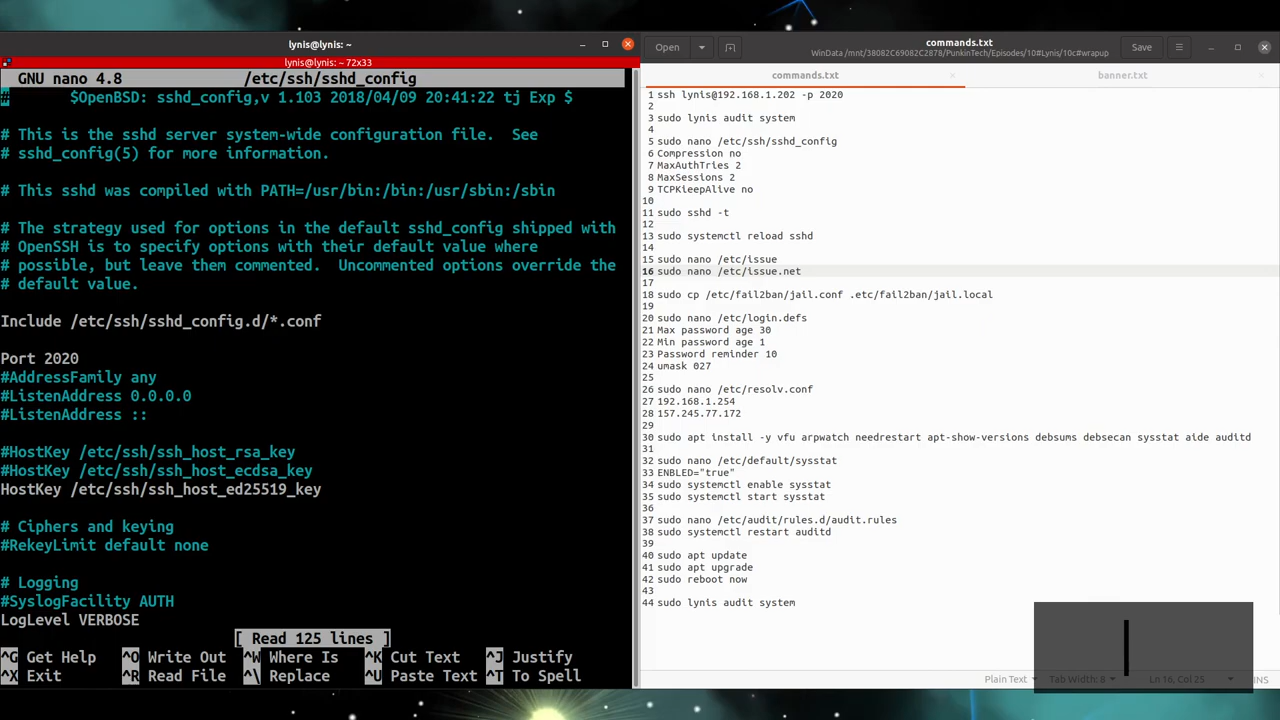 lynis@lynis: ~
lynis@lynis: ~ 72x33
GNU nano 4.8 /etc/ssh/sshd_config
# $OpenBSD: sshd_config,v 1.103 2018/04/09 20:41:22 tj Exp $
# This is the sshd server system-wide configuration file. See
# sshd_config(5) for more information.
# This sshd was compiled with PATH=/usr/bin:/bin:/usr/sbin:/sbin
# The strategy used for options in the default sshd_config shipped with
# OpenSSH is to specify options with their default value where
# possible, but leave them commented. Uncommented options override the
# default value.
Include /etc/ssh/sshd_config.d/*.conf
Port 2020
#AddressFamily any
#ListenAddress 0.0.0.0
#ListenAddress ::
#HostKey /etc/ssh/ssh_host_rsa_key
#HostKey /etc/ssh/ssh_host_ecdsa_key
HostKey /etc/ssh/ssh_host_ed25519_key
# Ciphers and keying
#RekeyLimit default none
# Logging
#SyslogFacility AUTH
LogLevel VERBOSE
[ Read 125 lines ]
^G Get Help ^O Write Out ^W Where Is ^K Cut Text ^J Justify
^X Exit ^R Read File ^\ Replace ^U Paste Text ^T To Spell
Open commands.txt Save
WinData/mnt/38082C69082C2878/PunkinTech/Episodes/10#Lynis/10c#wrapup
commands.txt banner.txt
1 ssh lynis@192.168.1.202 -p 2020
2
3 sudo lynis audit system
4
5 sudo nano /etc/ssh/sshd_config
6 Compression no
7 MaxAuthTries 2
8 MaxSessions 2
9 TCPKieepAlive no
10
11 sudo sshd -t
12
13 sudo systemctl reload sshd
14
15 sudo nano /etc/issue
16 sudo nano /etc/issue.net
17
18 sudo cp /etc/fail2ban/jail.conf .etc/fail2ban/jail.local
19
20 sudo nano /etc/login.defs
21 Max password age 30
22 Min password age 1
23 Password reminder 10
24 umask 027
25
26 sudo nano /etc/resolv.conf
27 192.168.1.254
28 157.245.77.172
29
30 sudo apt install -y vfu arpwatch needrestart apt-show-versions debsums debsecan sysstat aide auditd
31
32 sudo nano /etc/default/sysstat
33 ENBLED="true"
34 sudo systemctl enable sysstat
35 sudo systemctl start sysstat
36
37 sudo nano /etc/audit/rules.d/audit.rules
38 sudo systemctl restart auditd
39
40 sudo apt update
41 sudo apt upgrade
42 sudo reboot now
43
44 sudo lynis audit system
Plain Text Tab Width: 8 Ln 16, Col 25 INS